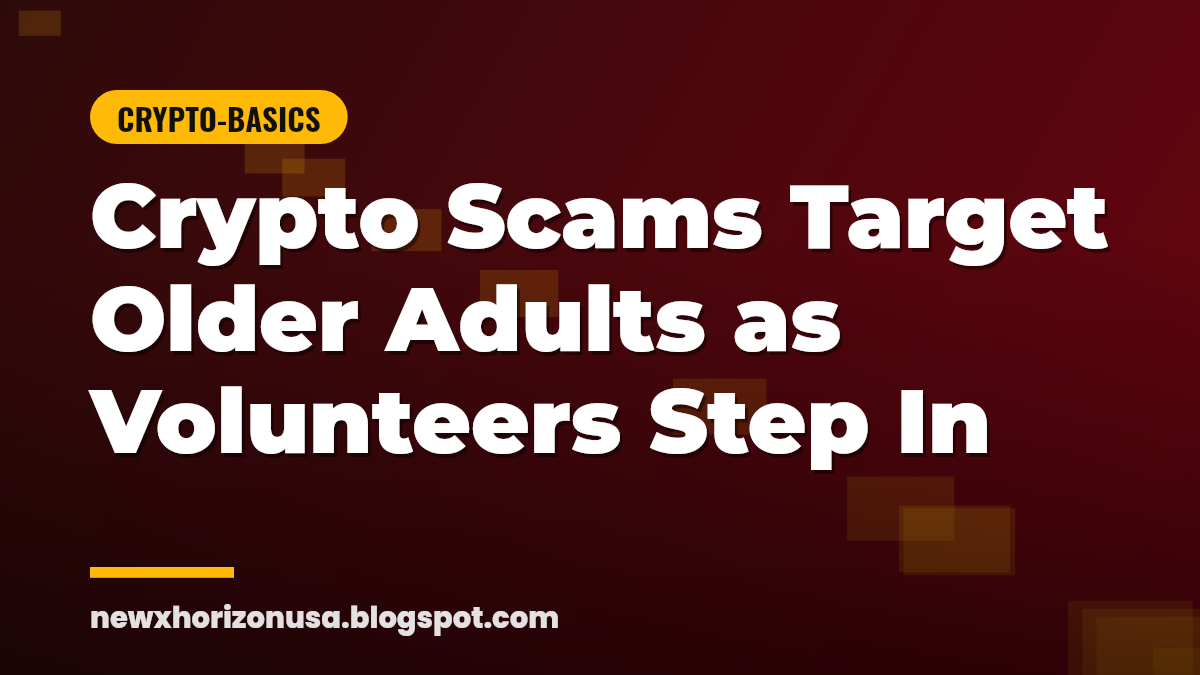 CRYPTO-BASICS
Crypto Scams Target
Older Adults as
Volunteers Step In
newxhorizonusa.blogspot.com